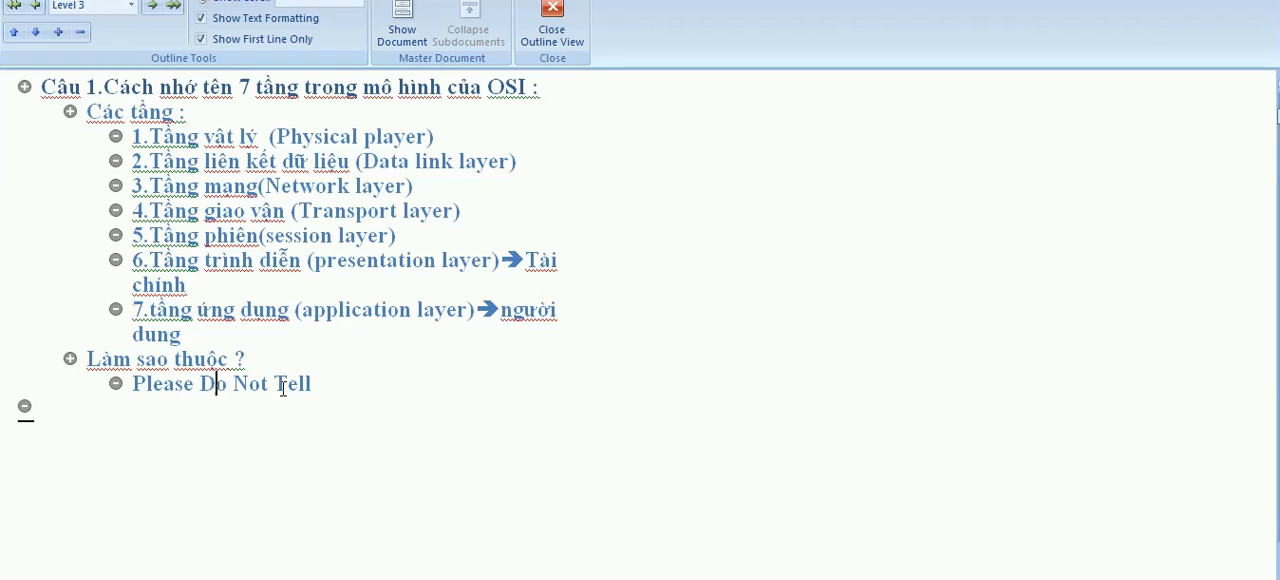 Level 3
Show Text Formatting
Show First Line Only
Outline Tools
Show
Document
Collapse
Subdocuments
Master Document
Close
Outline View
Close
Câu 1.Cách nhớ tên 7 tầng trong mô hình của OSI :
Các tầng :
1.Tầng vât lý (Physical player)
2.Tầng liên kết dữ liệu (Data link layer)
3.Tầng mạng(Network layer)
4.Tầng giao vận (Transport layer)
5.Tầng phiên(session layer)
6.Tầng trình diễn (presentation layer)➔Tài
chính
7.tầng ứng dụng (application layer)➔người
dung
Làm sao thuộc ?
Please Do Not Tell